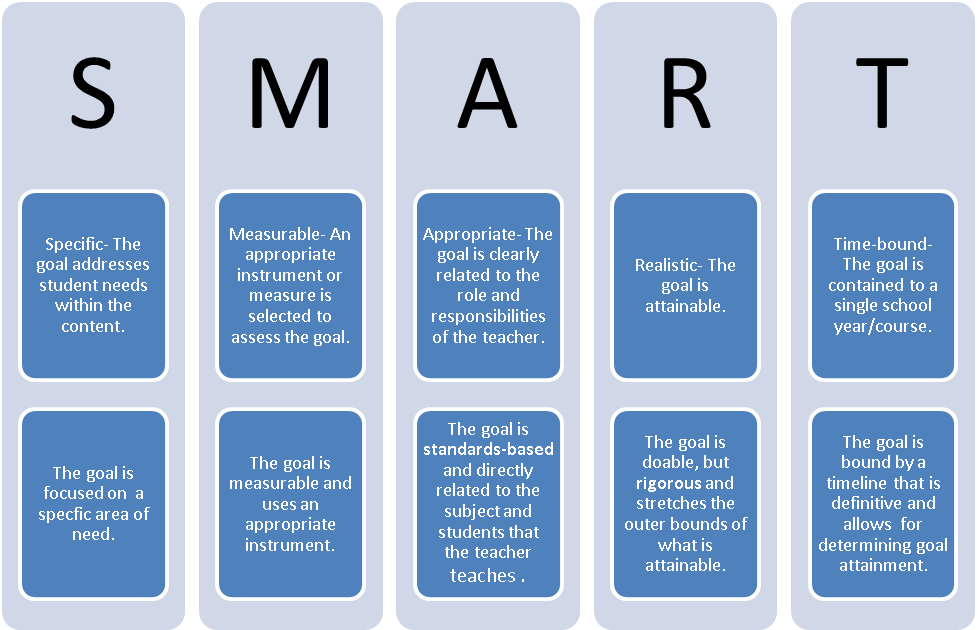 S
Specific- The
goal addresses
student needs
within the
content.
The goal is
focused on  a
specfic area of
need.
M
Measurable- An
appropriate
instrument or
measure is
selected to
assess the goal.
The goal is
measurable and
uses an
appropriate
instrument.
A
Appropriate- The
goal is clearly
related to the
role and
responsibilities
of the teacher.
The goal is
standards-based
and directly
related to the
subject and
students that
the teacher
teaches .
R
Realistic- The
goal is
attainable.
The goal is
doable, but
rigorous and
stretches the
outer bounds of
what is
attainable.
T
Time-bound-
The goal is
contained to a
single school
year/course.
The goal is
bound by a
timeline that is
definitive and
allows  for
determining goal
attainment.